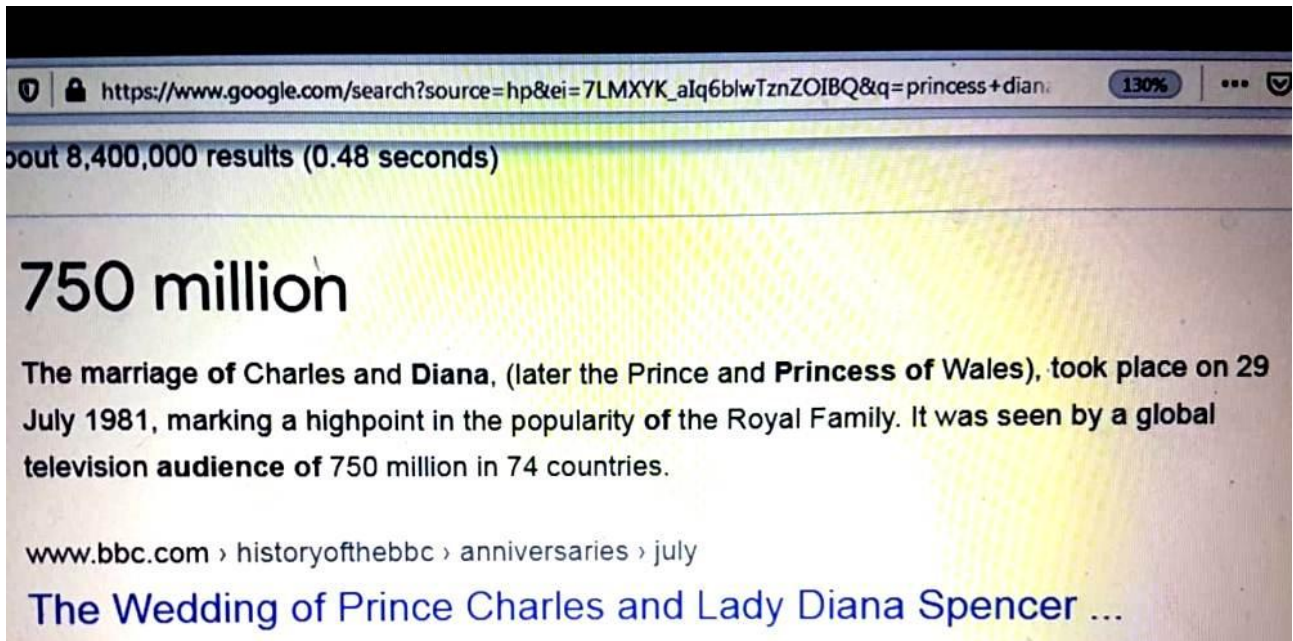 https://www.google.com/search?source=hp&ei=7LMXYK_aIq6blwTznZOIBQ&q=princess+dian
130%
out 8,400,000 results (0.48 seconds)
750 million
The marriage of Charles and Diana, (later the Prince and Princess of Wales), took place on 29
July 1981, marking a highpoint in the popularity of the Royal Family. It was seen by a global
television audience of 750 million in 74 countries.
www.bbc.com › historyofthebbc › anniversaries › july
The Wedding of Prince Charles and Lady Diana Spencer ...